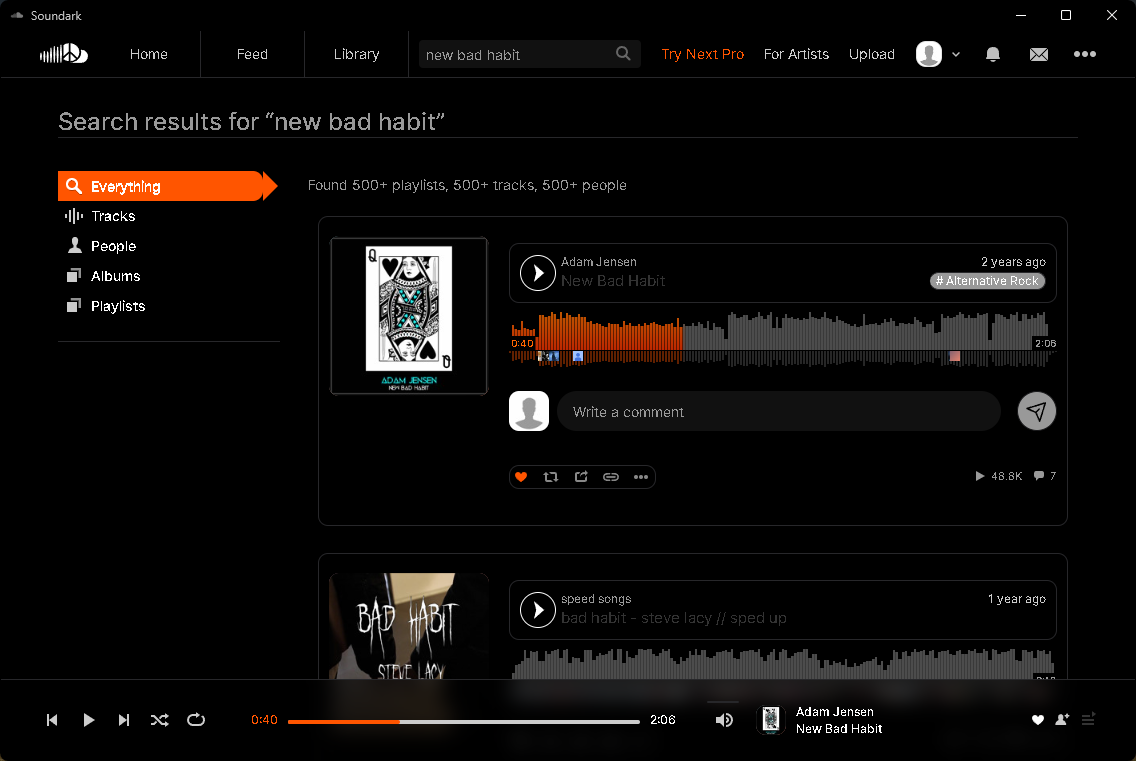 Soundark
Home
Feed
Library
new bad habit
Try Next Pro
For Artists
Upload
Search results for “new bad habit”
Everything
Tracks
People
Albums
Playlists
Found 500+ playlists, 500+ tracks, 500+ people
Q
Q
ADAM JENSEN
NEW BAD HABIT
Adam Jensen
New Bad Habit
2 years ago
# Alternative Rock
0:40
2:06
Write a comment
48.8K
7
BAD HABIT
STEVE LACY
speed songs
bad habit - steve lacy // sped up
1 year ago
0:40
2:06
Adam Jensen
New Bad Habit